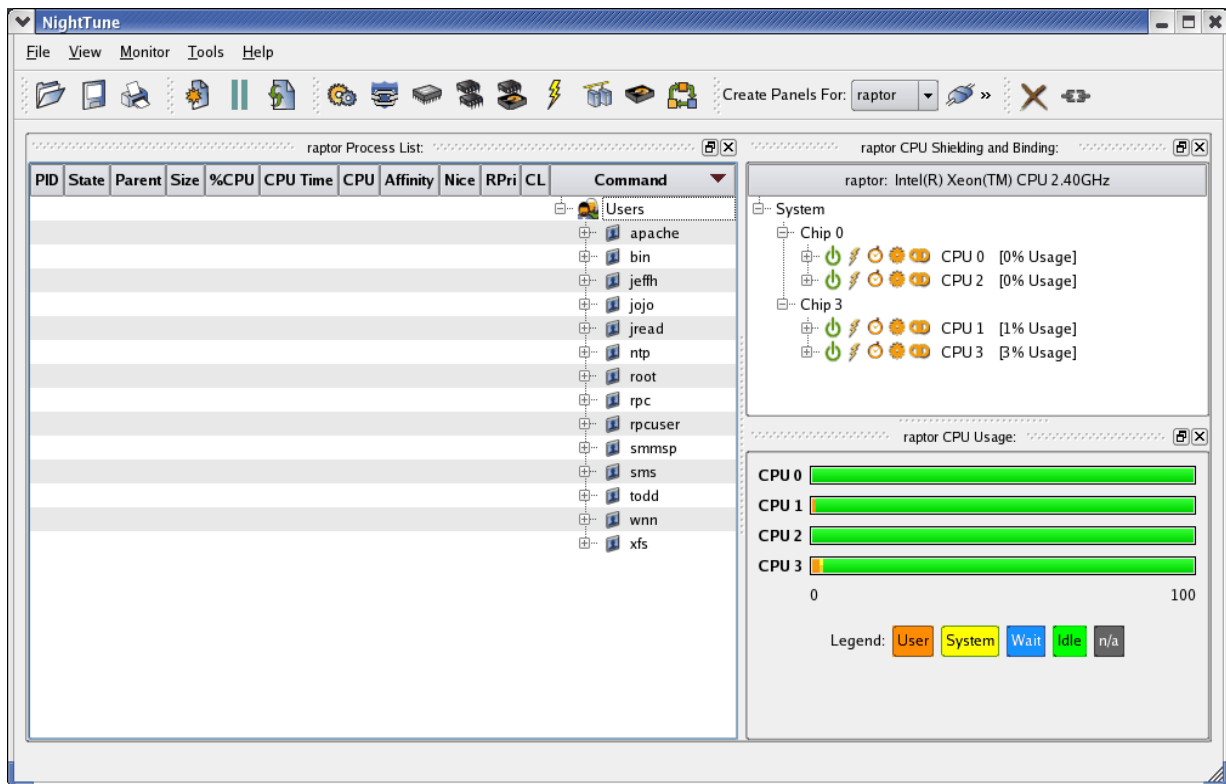 NightTune
File View Monitor Tools Help
Create Panels For: raptor »
raptor Process List:
PID State Parent Size %CPU CPU Time CPU Affinity Nice RPri CL Command
Users
apache
bin
jeffh
jojo
jread
ntp
root
rpc
rpcuser
smmsp
sms
todd
wnn
xfs
raptor CPU Shielding and Binding:
raptor: Intel(R) Xeon(TM) CPU 2.40GHz
System
Chip 0
CPU 0 [0% Usage]
CPU 2 [0% Usage]
Chip 3
CPU 1 [1% Usage]
CPU 3 [3% Usage]
raptor CPU Usage:
CPU 0
CPU 1
CPU 2
CPU 3
0 100
Legend: User System Wait Idle n/a